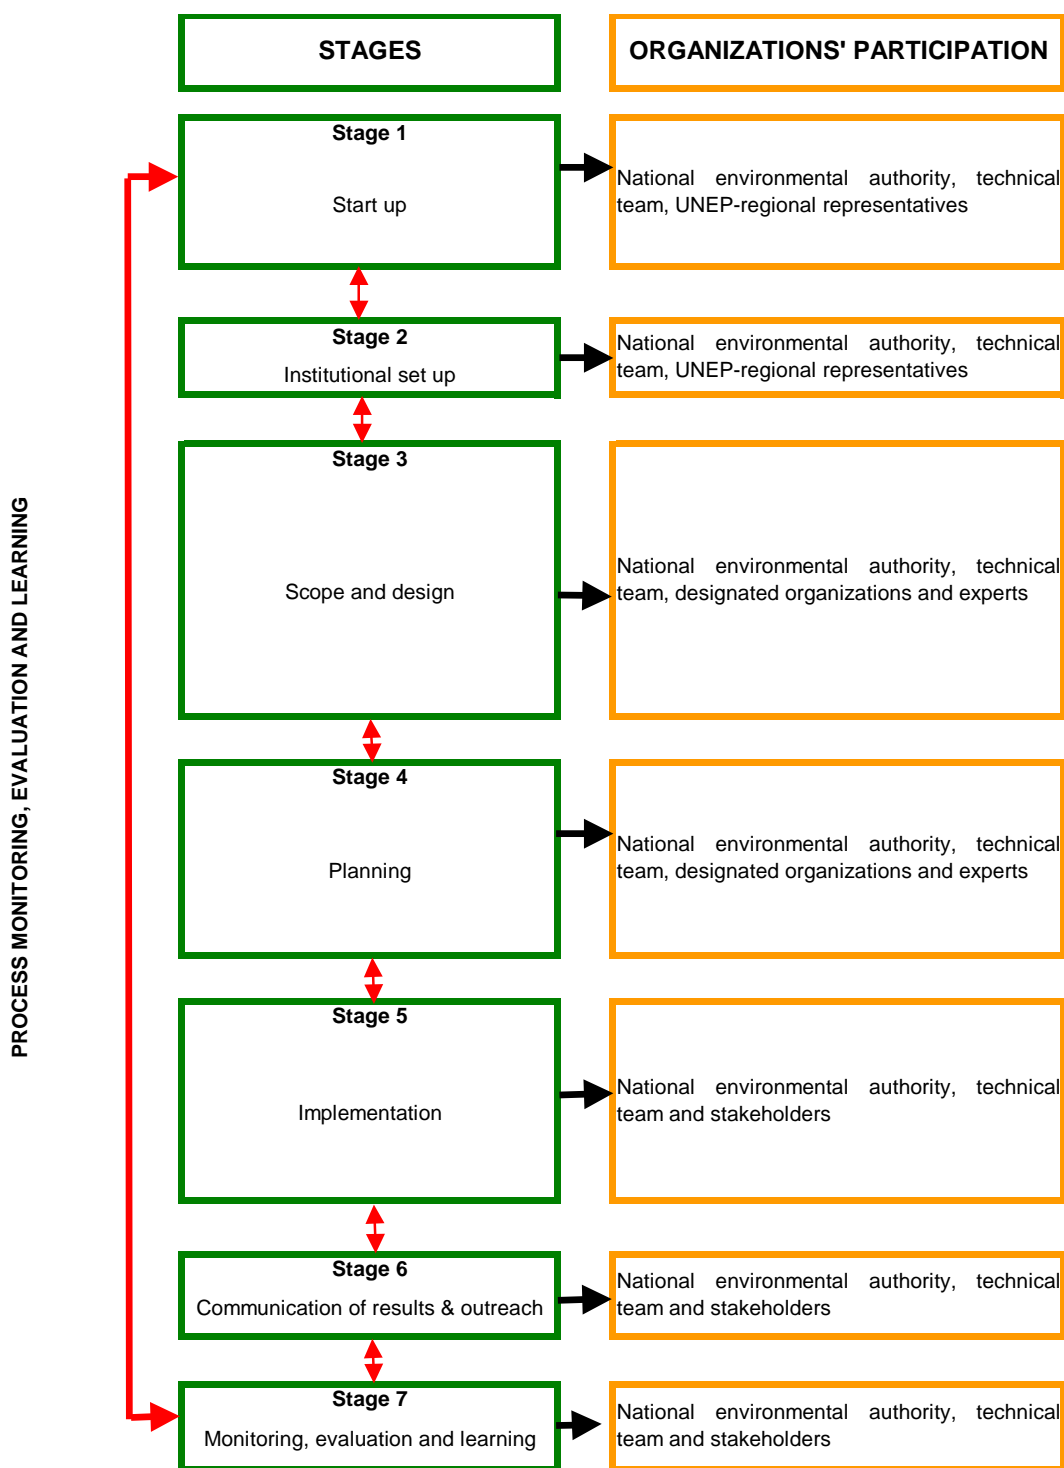 STAGES
ORGANIZATIONS' PARTICIPATION
PROCESS MONITORING, EVALUATION AND LEARNING
Stage 1
Start up
National environmental authority, technical
team, UNEP-regional representatives
Stage 2
Institutional set up
National environmental authority, technical
team, UNEP-regional representatives
Stage 3
Scope and design
National environmental authority, technical
team, designated organizations and experts
Stage 4
Planning
National environmental authority, technical
team, designated organizations and experts
Stage 5
Implementation
National environmental authority, technical
team and stakeholders
Stage 6
Communication of results & outreach
National environmental authority, technical
team and stakeholders
Stage 7
Monitoring, evaluation and learning
National environmental authority, technical
team and stakeholders